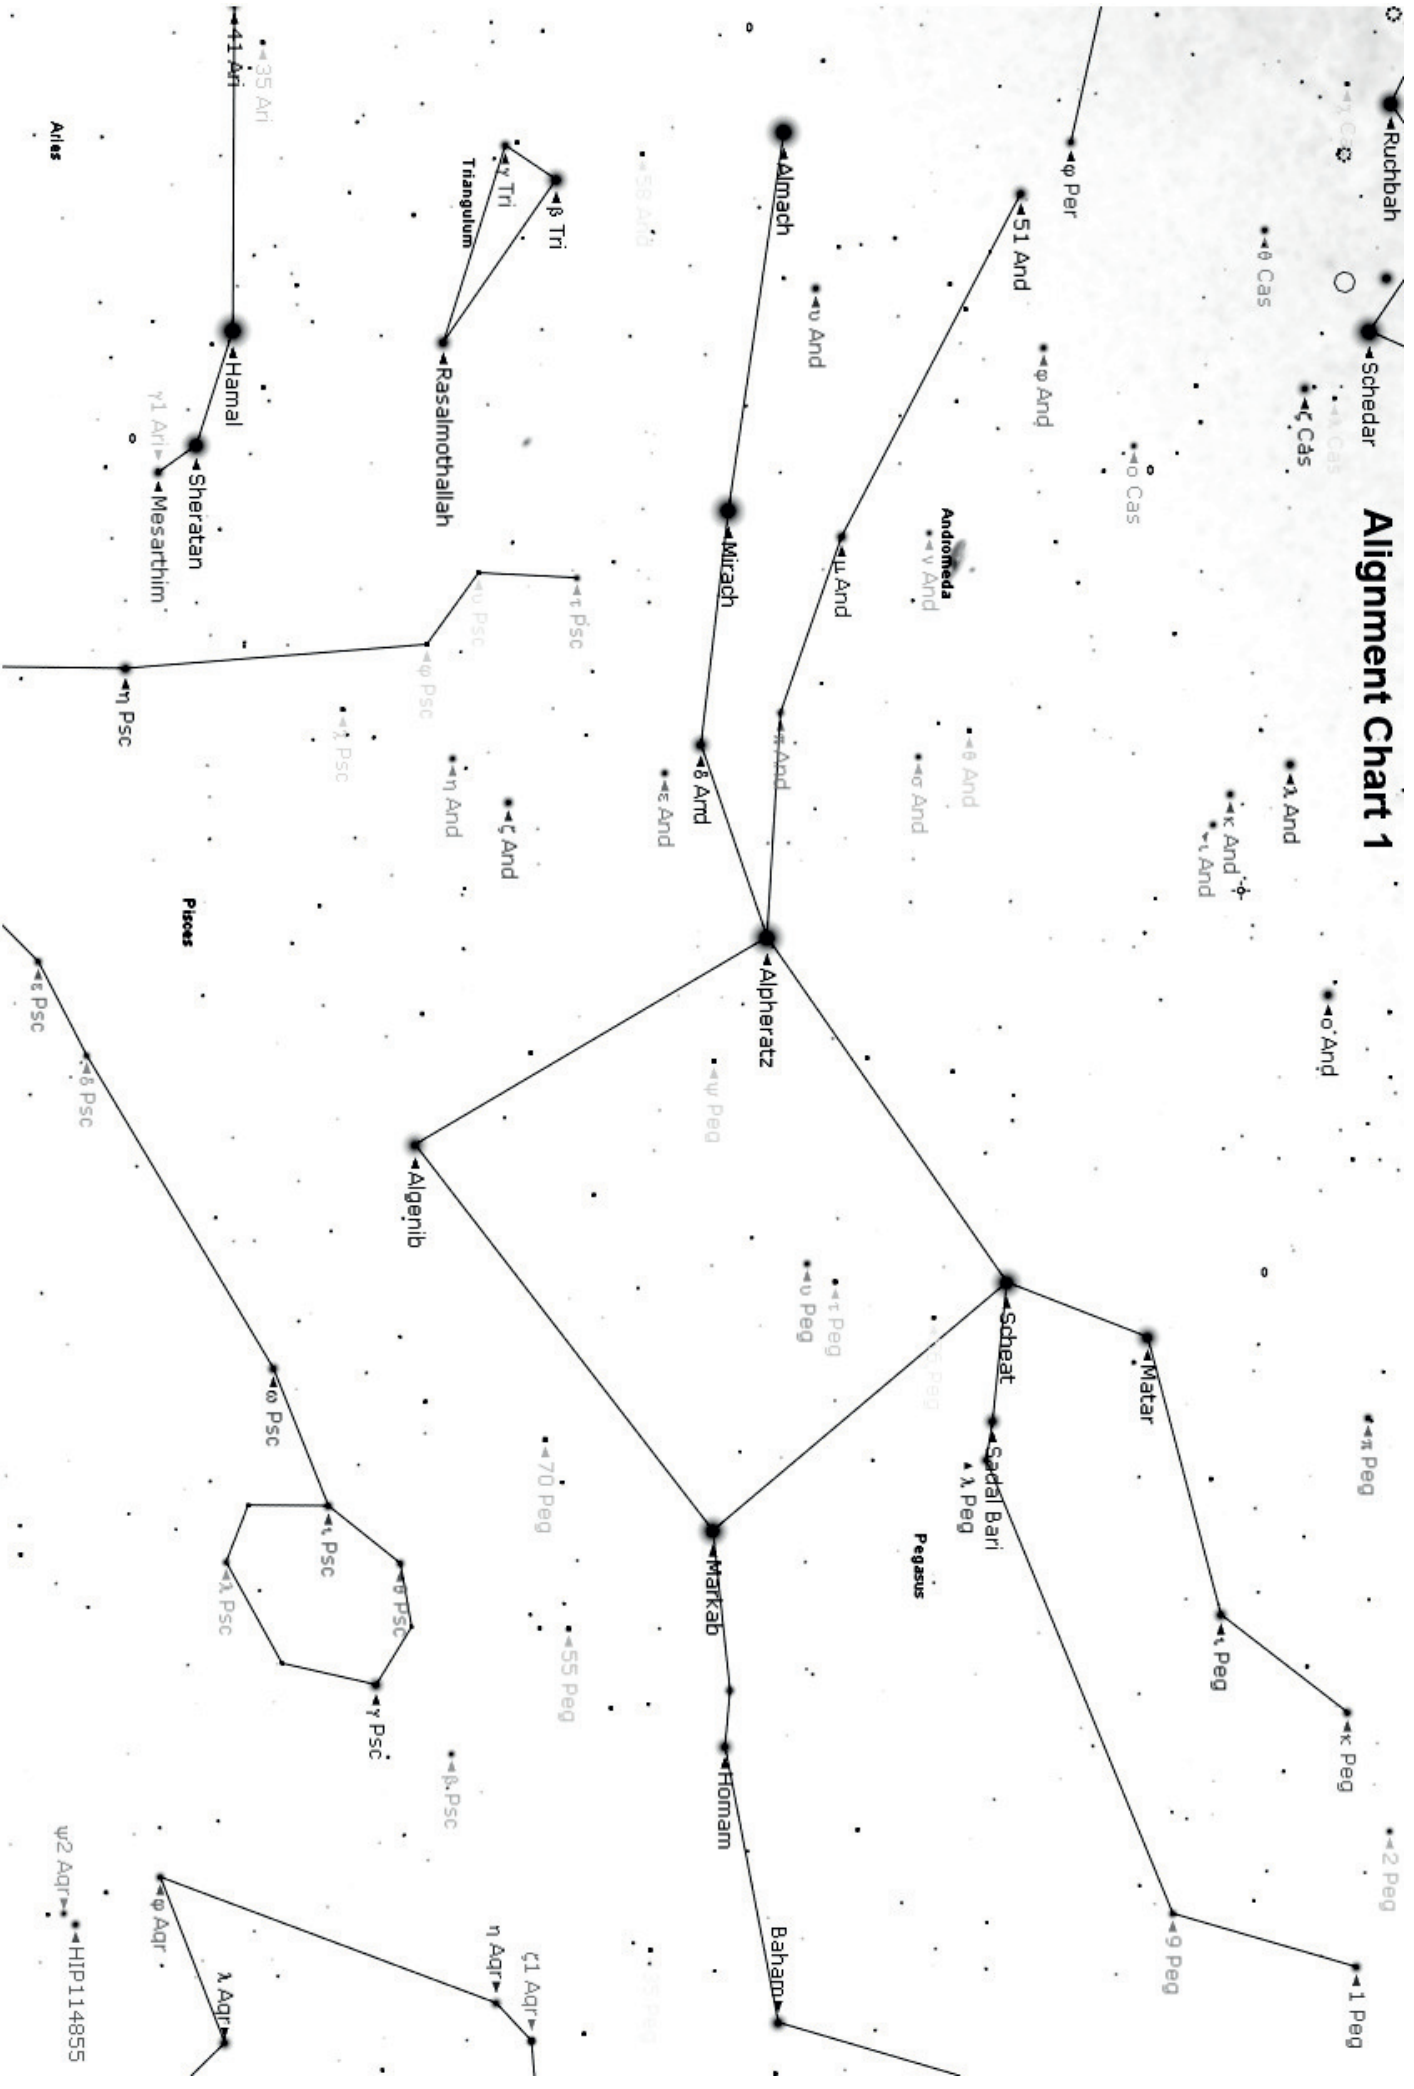 Alignment Chart 1
Ruchbah
χ Cas
φ Per
θ Cas
Schedar
ζ Cas
λ Cas
ο Cas
51 And
φ And
Almach
υ And
58 And
γ Tri
β Tri
Triangulum
Rasalmothallah
41 Ari
35 Ari
Aries
Hamal
Sheratan
γ1 Ari
Mesarthim
Andromeda
ν And
μ And
Mirach
τ Psc
υ Psc
φ Psc
η Psc
χ Psc
η And
ζ And
ε And
δ And
π And
σ And
θ And
λ And
κ And
ι And
ο And
Pisces
Alpheratz
ε Psc
δ Psc
ψ Peg
Algenib
υ Peg
τ Peg
Scheat
Matar
π Peg
Sadal Bari
λ Peg
Pegasus
ω Psc
70 Peg
ι Psc
θ Psc
λ Psc
γ Psc
55 Peg
Markab
ι Peg
κ Peg
β Psc
Homam
2 Peg
9 Peg
1 Peg
Baham
ψ2 Aqr
HIP114855
φ Aqr
λ Aqr
η Aqr
ζ1 Aqr